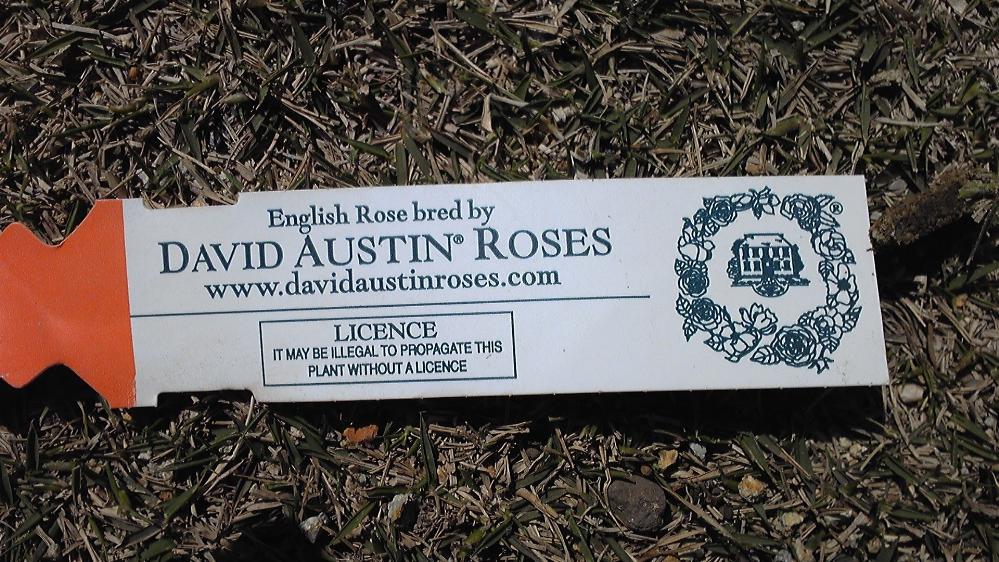 English Rose bred by
DAVID AUSTIN® ROSES
www.davidaustinroses.com
LICENCE
IT MAY BE ILLEGAL TO PROPAGATE THIS
PLANT WITHOUT A LICENCE
®